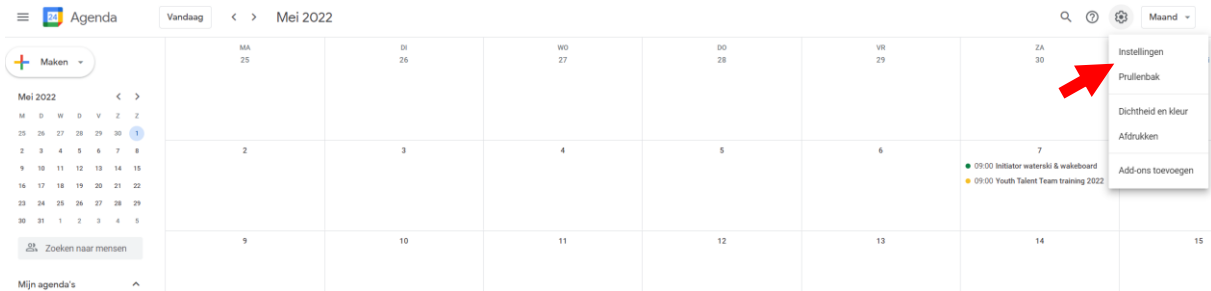 24 Agenda Vandaag < > Mei 2022 Maand
Maken
Mei 2022 < >
M D W D V Z Z
25 26 27 28 29 30 1
2 3 4 5 6 7 8
9 10 11 12 13 14 15
16 17 18 19 20 21 22
23 24 25 26 27 28 29
30 31 1 2 3 4 5
Zoeken naar mensen
Mijn agenda's
MA DI WO DO VR ZA
25 26 27 28 29 30
2 3 4 5 6 7
09:00 Initiator waterski & wakeboard
09:00 Youth Talent Team training 2022
9 10 11 12 13 14 15
Instellingen
Prullenbak
Dichtheid en kleur
Afdrukken
Add-ons toevoegen